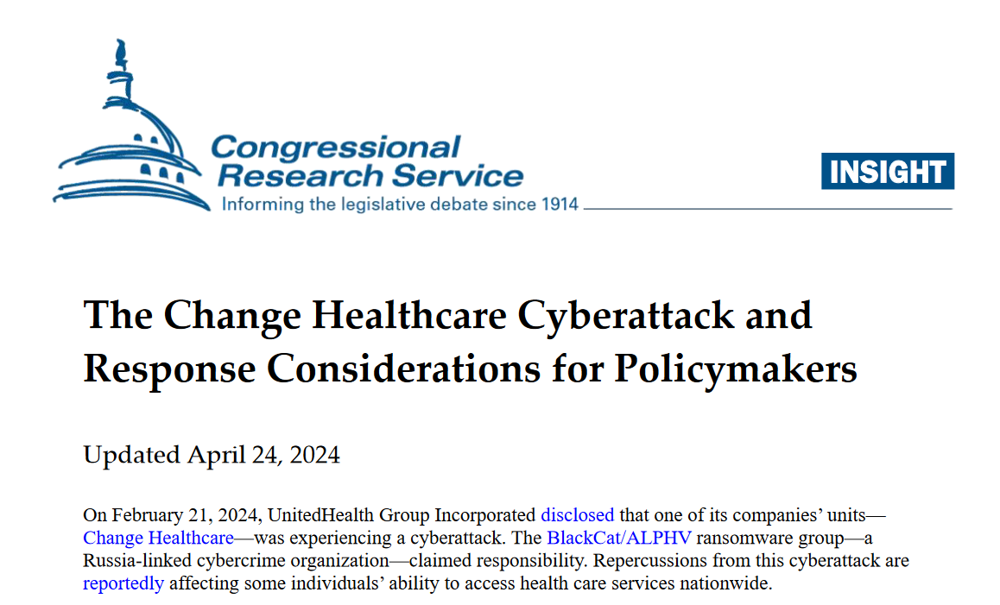 Congressional
Research Service
Informing the legislative debate since 1914
INSIGHT
The Change Healthcare Cyberattack and
Response Considerations for Policymakers
Updated April 24, 2024
On February 21, 2024, UnitedHealth Group Incorporated disclosed that one of its companies’ units—
Change Healthcare—was experiencing a cyberattack. The BlackCat/ALPHV ransomware group—a
Russia-linked cybercrime organization—claimed responsibility. Repercussions from this cyberattack are
reportedly affecting some individuals’ ability to access health care services nationwide.